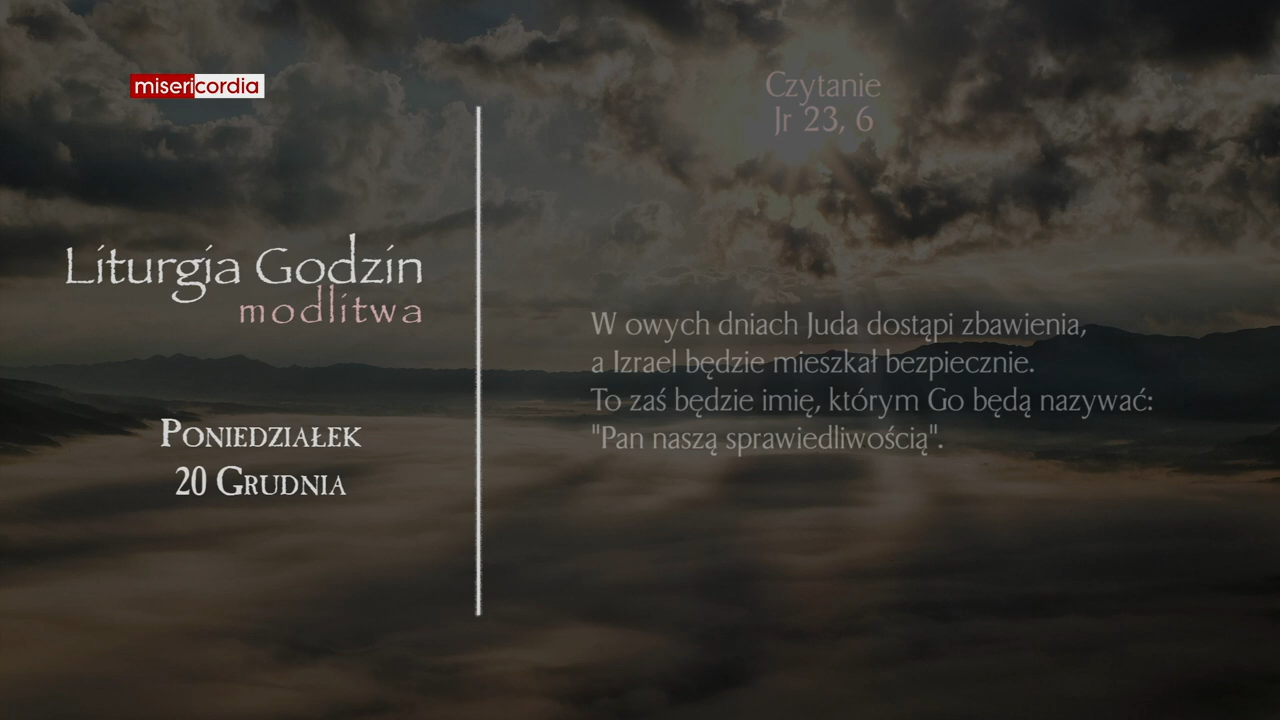 misericordia
Liturgia Godzin
modlitwa
Poniedziałek
20 Grudnia
Czytanie
Jr 23, 6
W owych dniach Juda dostąpi zbawienia,
a Izrael będzie mieszkał bezpiecznie.
To zaś będzie imię, którym Go będą nazywać:
"Pan naszą sprawiedliwością".